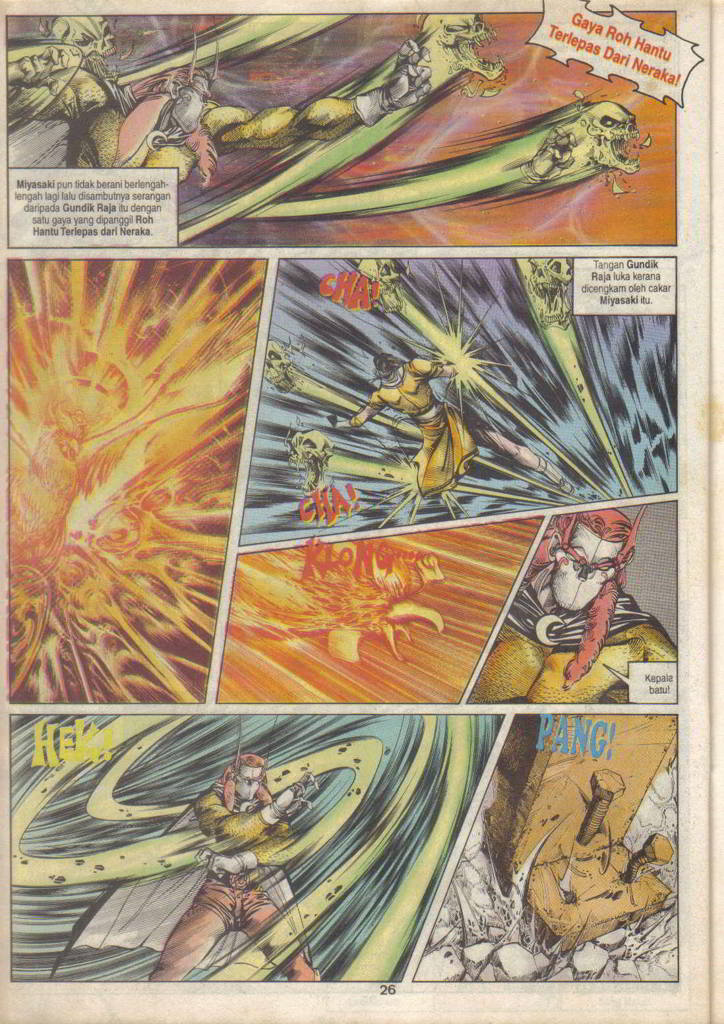 Gaya Roh Hantu
Terlepas Dari Neraka!
Miyasaki pun tidak berani berlengah-
lengah lagi lalu disambutnya serangan
daripada Gundik Raja itu dengan
satu gaya yang dipanggil Roh
Hantu Terlepas dari Neraka.
CHA!
Tangan Gundik
Raja luka kerana
dicengkam oleh cakar
Miyasaki itu.
CHA!
Kepala
batu!
HEK!
PANG!
26